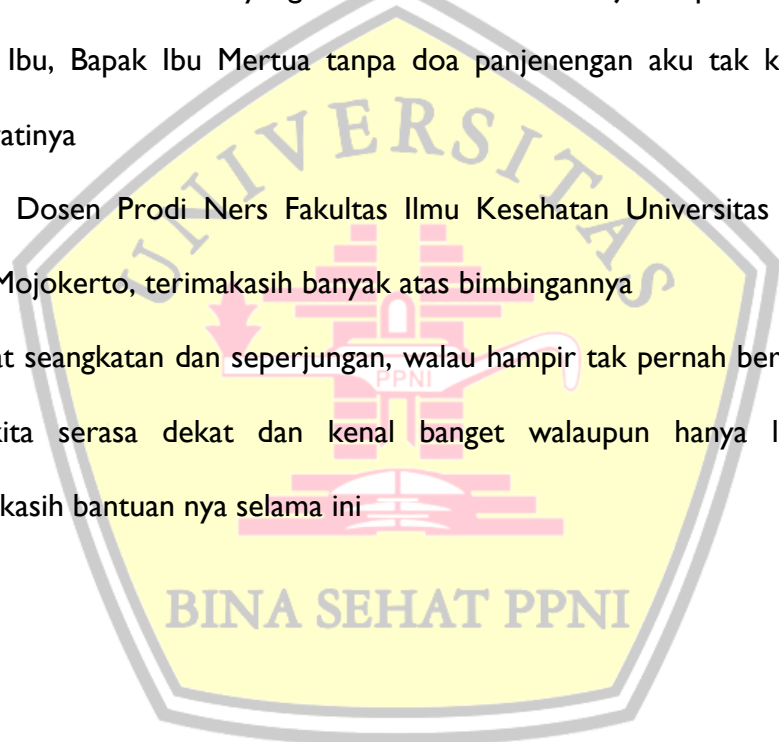 Ibu, Bapak Ibu Mertua tanpa doa panjenengan aku tak k
atinya
Dosen Prodi Ners Fakultas Ilmu Kesehatan Universitas
Mojokerto, terimakasih banyak atas bimbingannya
at seangkatan dan seperjungan, walau hampir tak pernah ber
kita serasa dekat dan kenal banget walaupun hanya l
kasih bantuan nya selama ini
UNIVERSITAS
PPNI
BINA SEHAT PPNI